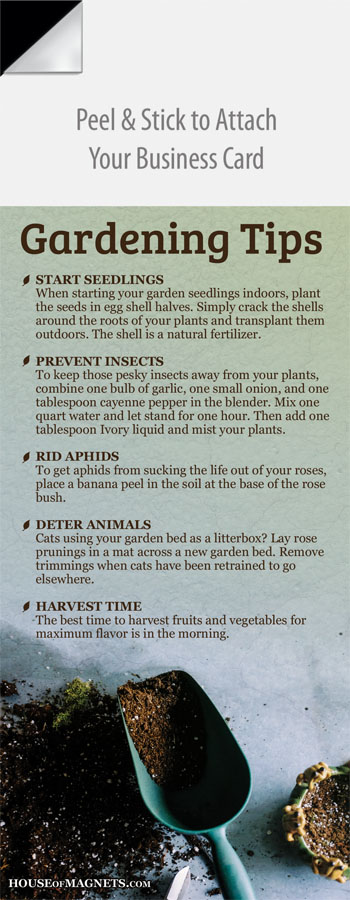 Peel & Stick to Attach
Your Business Card
Gardening Tips
START SEEDLINGS
When starting your garden seedlings indoors, plant
the seeds in egg shell halves. Simply crack the shells
around the roots of your plants and transplant them
outdoors. The shell is a natural fertilizer.
PREVENT INSECTS
To keep those pesky insects away from your plants,
combine one bulb of garlic, one small onion, and one
tablespoon cayenne pepper in the blender. Mix one
quart water and let stand for one hour. Then add one
tablespoon Ivory liquid and mist your plants.
RID APHIDS
To get aphids from sucking the life out of your roses,
place a banana peel in the soil at the base of the rose
bush.
DETER ANIMALS
Cats using your garden bed as a litterbox? Lay rose
prunings in a mat across a new garden bed. Remove
trimmings when cats have been retrained to go
elsewhere.
HARVEST TIME
The best time to harvest fruits and vegetables for
maximum flavor is in the morning.
HOUSEOFMAGNETS.COM